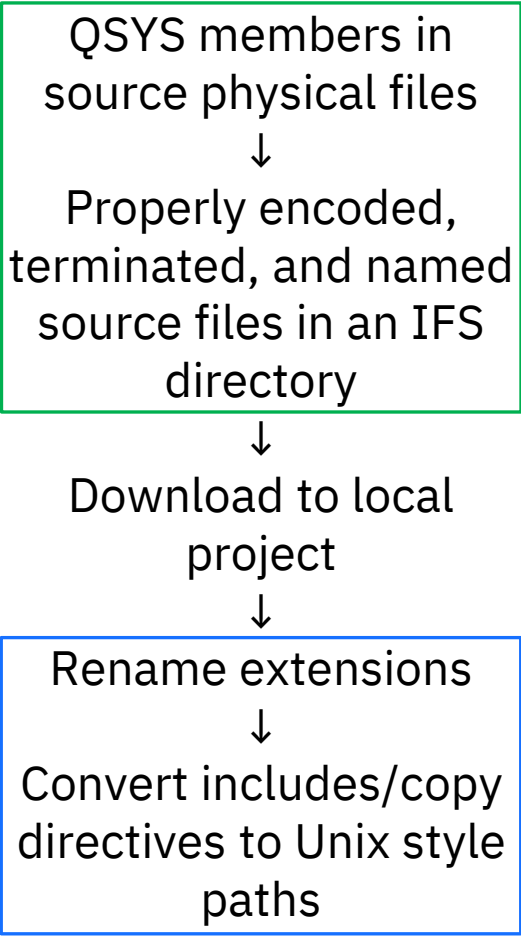 QSYS members in
source physical files
↓
Properly encoded,
terminated, and named
source files in an IFS
directory
↓
Download to local
project
↓
Rename extensions
↓
Convert includes/copy
directives to Unix style
paths